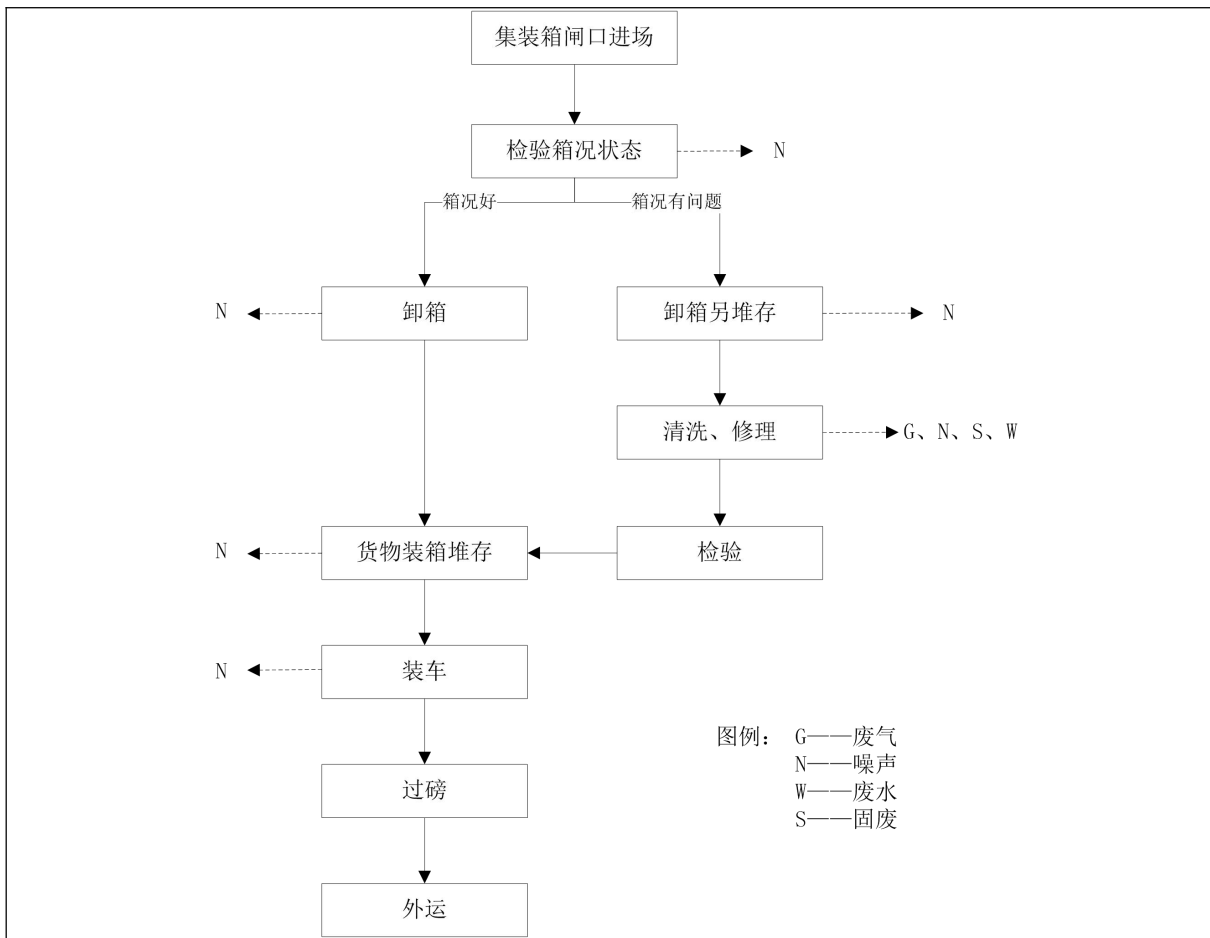 集装箱闸口进场
检验箱况状态
N
箱况好
箱况有问题
N
卸箱
卸箱另堆存
N
清洗、修理
G、N、S、W
N
货物装箱堆存
检验
N
装车
图例： G——废气
N——噪声
W——废水
S——固废
过磅
外运